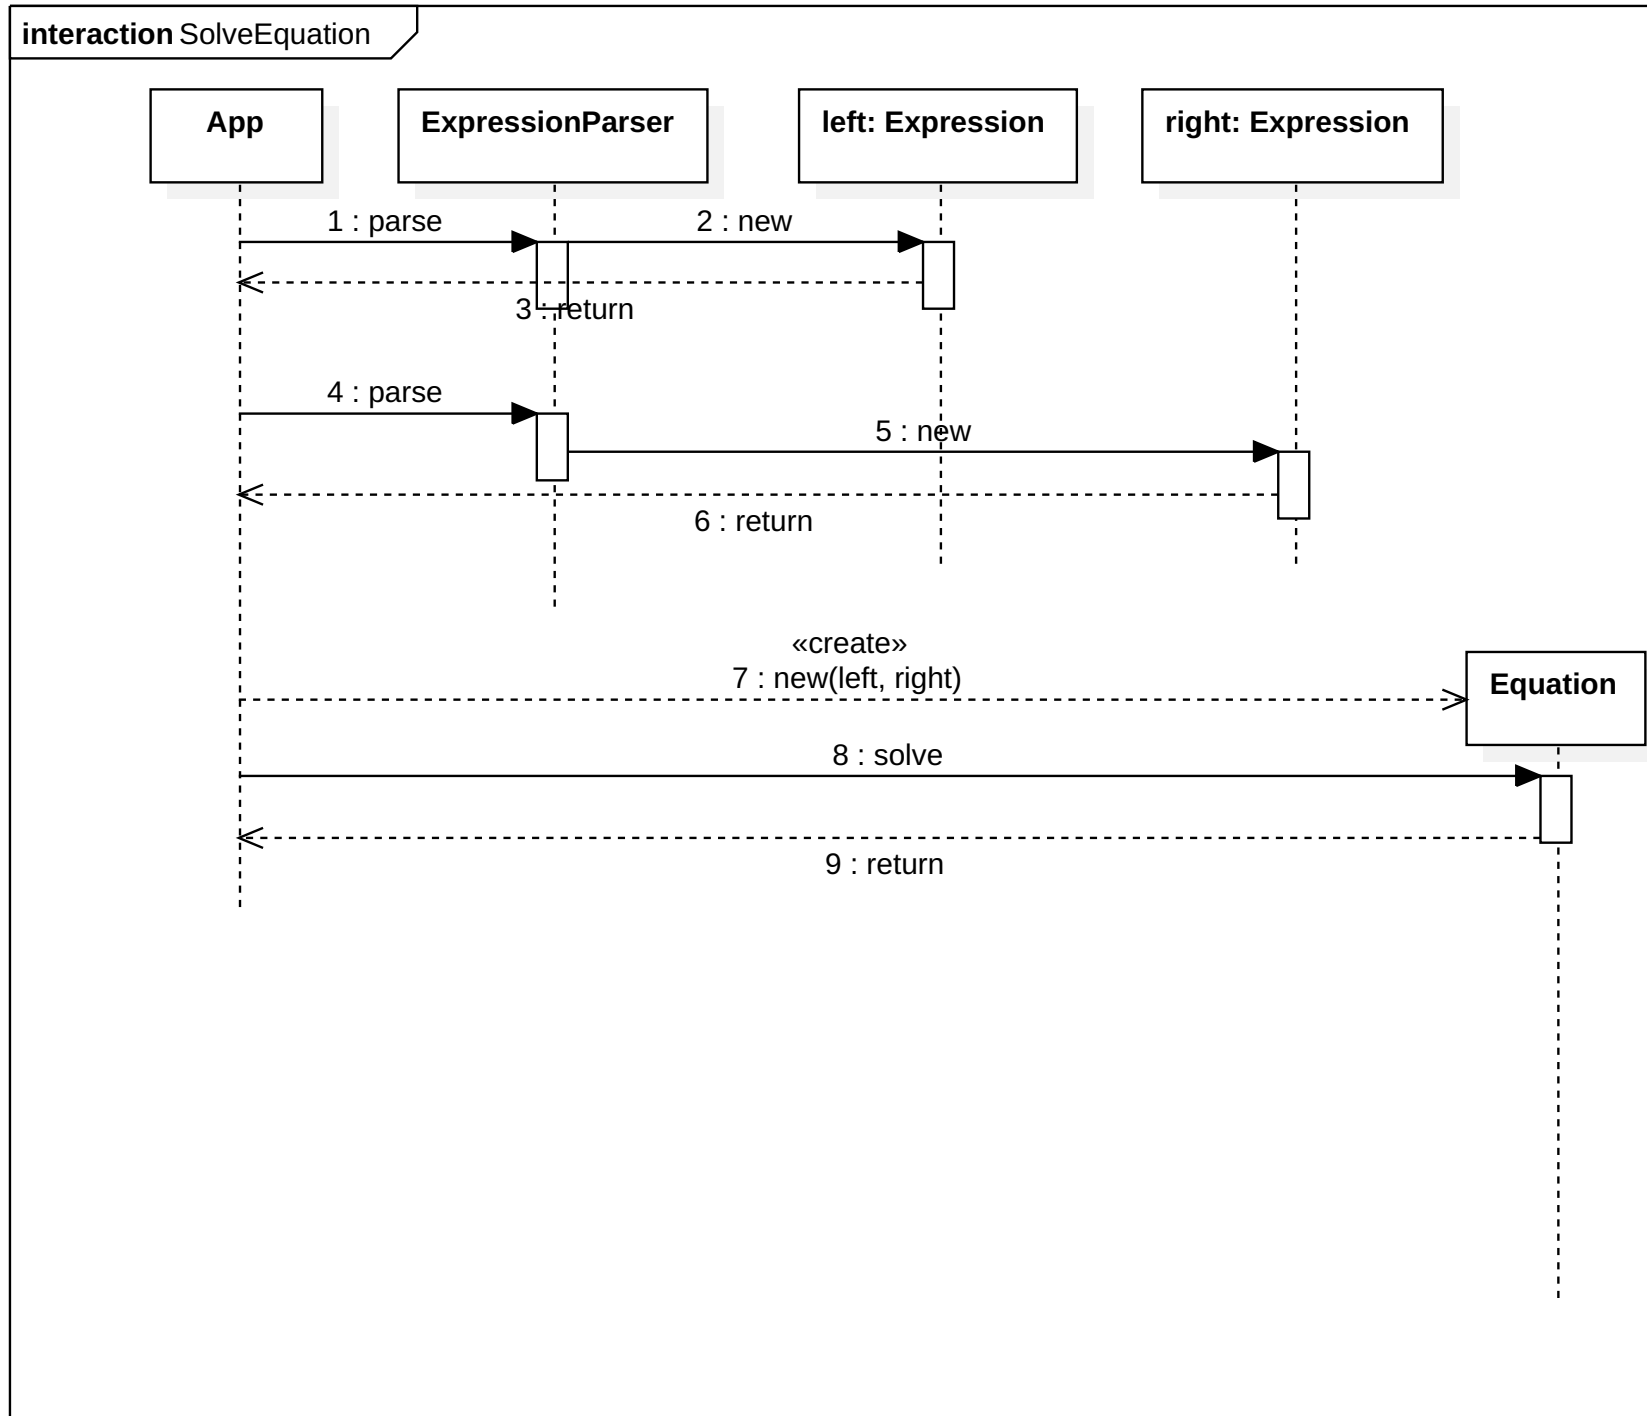 interaction SolveEquation
App
ExpressionParser
left: Expression
right: Expression
1 : parse
2 : new
3 : return
4 : parse
5 : new
6 : return
«create»
7 : new(left, right)
Equation
8 : solve
9 : return